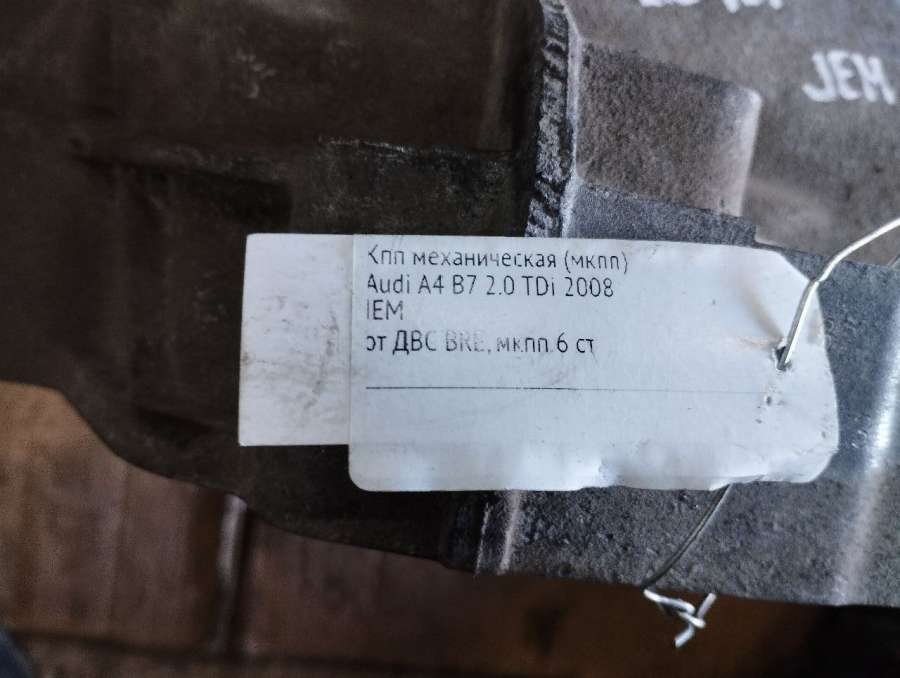 JEM
Кпп механическая (мкпп)
Audi A4 B7 2.0 TDi 2008
JEM
от ДВС BRE, мкпп 6 ст